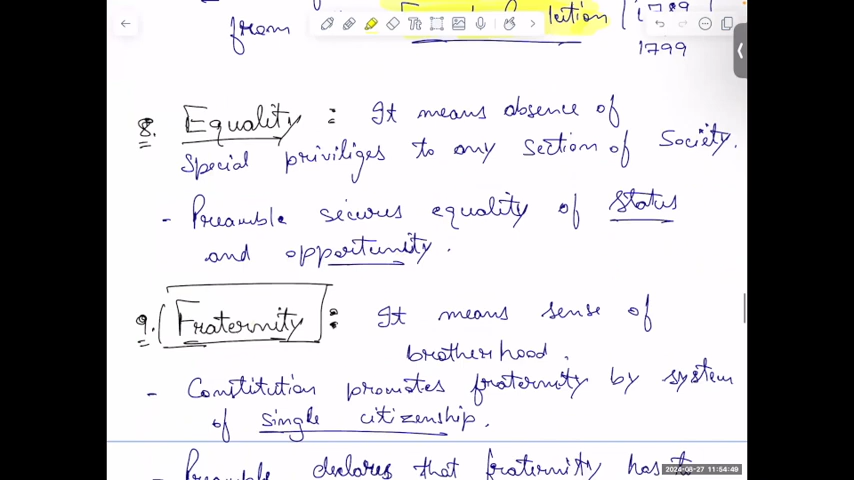 from
[1789
1799
8. Equality : It means absence of
special priviliges to any section of Society.
- Preamble secures equality of status
and opportunity.
9. Fraternity : It means sense of
brotherhood.
- Constitution promotes fraternity by system
of single citizenship.
- Preamble declares that fraternity has to
2024-08-27 11:54:49